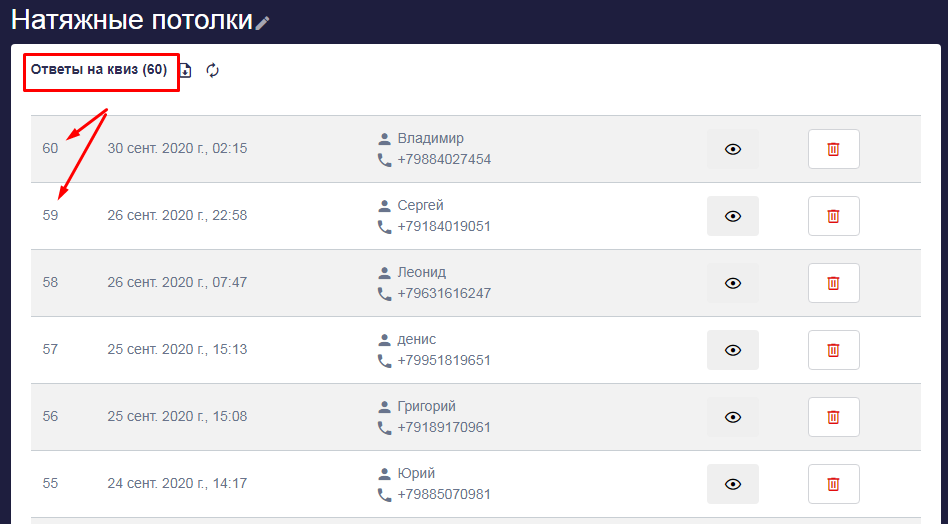 Натяжные потолки
Ответы на квиз (60)
60 30 сент. 2020 г., 02:15 Владимир
+79884027454
59 26 сент. 2020 г., 22:58 Сергей
+79184019051
58 26 сент. 2020 г., 07:47 Леонид
+79631616247
57 25 сент. 2020 г., 15:13 денис
+79951819651
56 25 сент. 2020 г., 15:08 Григорий
+79189170961
55 24 сент. 2020 г., 14:17 Юрий
+79885070981